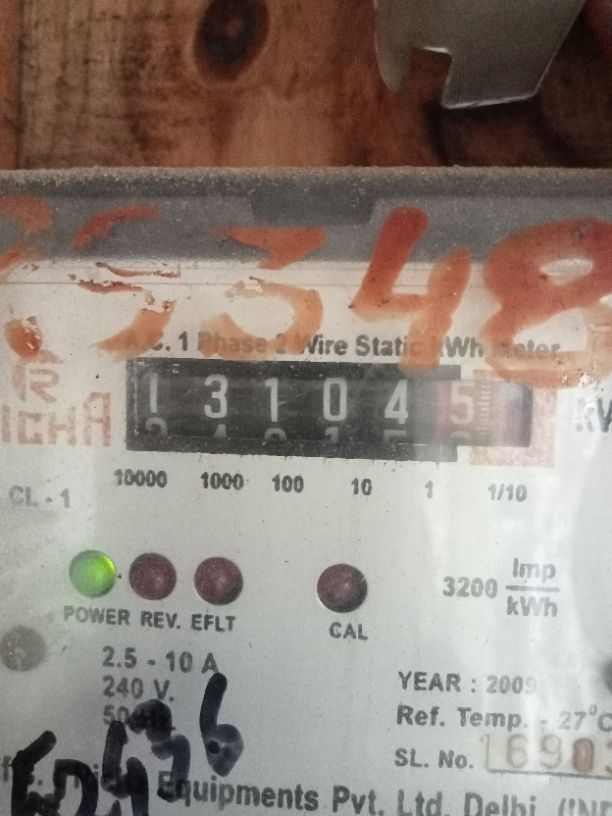 5348
A.C. 1 Phase 2 Wire Static kWh meter
1 3 1 0 4 5
RICHA
10000 1000 100 10 1 1/10
CL - 1
3200 Imp/kWh
POWER REV. EFLT CAL
2.5 - 10 A
240 V.
YEAR : 2009
Ref. Temp. - 27°C
SL. No. 1690
Equipments Pvt. Ltd. Delhi